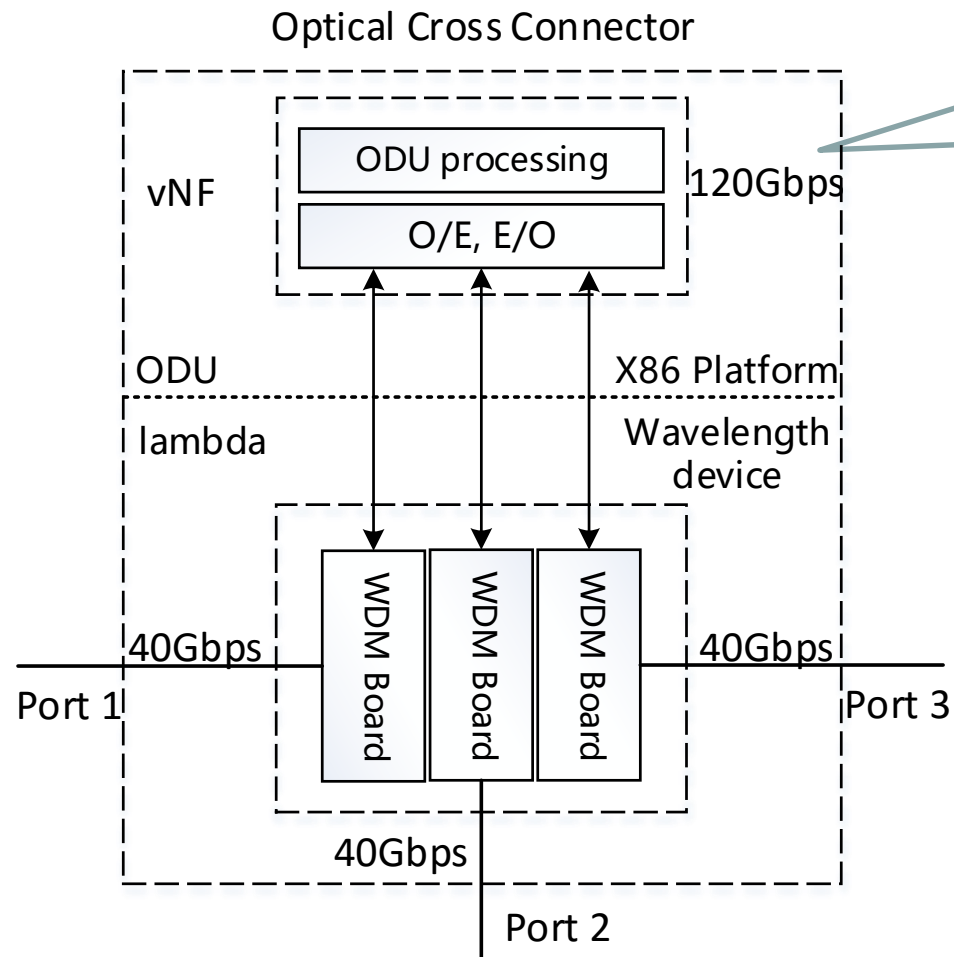 Optical Cross Connector
ODU processing
vNF
120Gbps
O/E, E/O
ODU
X86 Platform
lambda
Wavelength
device
WDM Board
WDM Board
WDM Board
40Gbps
40Gbps
Port 1
Port 3
40Gbps
Port 2